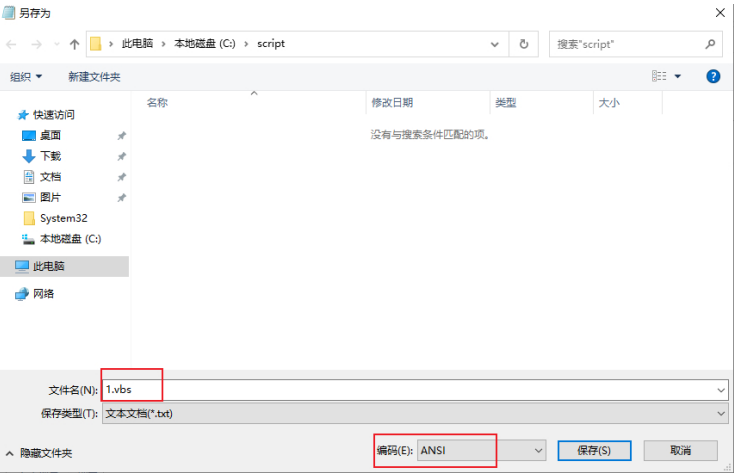 另存为
此电脑 › 本地磁盘 (C:) › script
搜索"script"
组织
新建文件夹
名称
修改日期
类型
大小
没有与搜索条件匹配的项。
快速访问
桌面
下载
文档
图片
System32
本地磁盘 (C:)
此电脑
网络
文件名(N): 1.vbs
保存类型(T): 文本文档(*.txt)
隐藏文件夹
编码(E): ANSI
保存(S)
取消